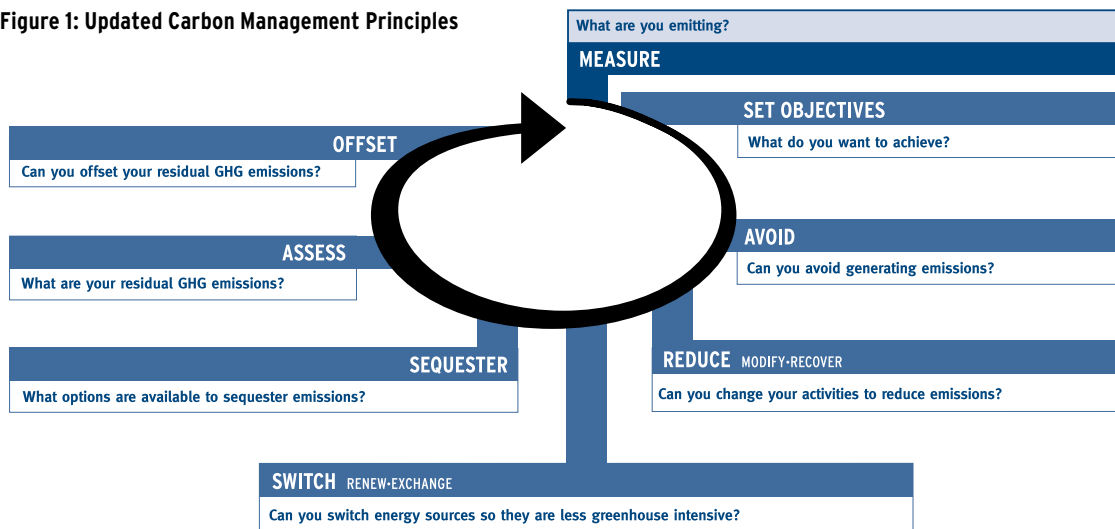 Figure 1: Updated Carbon Management Principles
What are you emitting?
MEASURE
SET OBJECTIVES
What do you want to achieve?
AVOID
Can you avoid generating emissions?
REDUCE MODIFY·RECOVER
Can you change your activities to reduce emissions?
SWITCH RENEW·EXCHANGE
Can you switch energy sources so they are less greenhouse intensive?
SEQUESTER
What options are available to sequester emissions?
ASSESS
What are your residual GHG emissions?
OFFSET
Can you offset your residual GHG emissions?